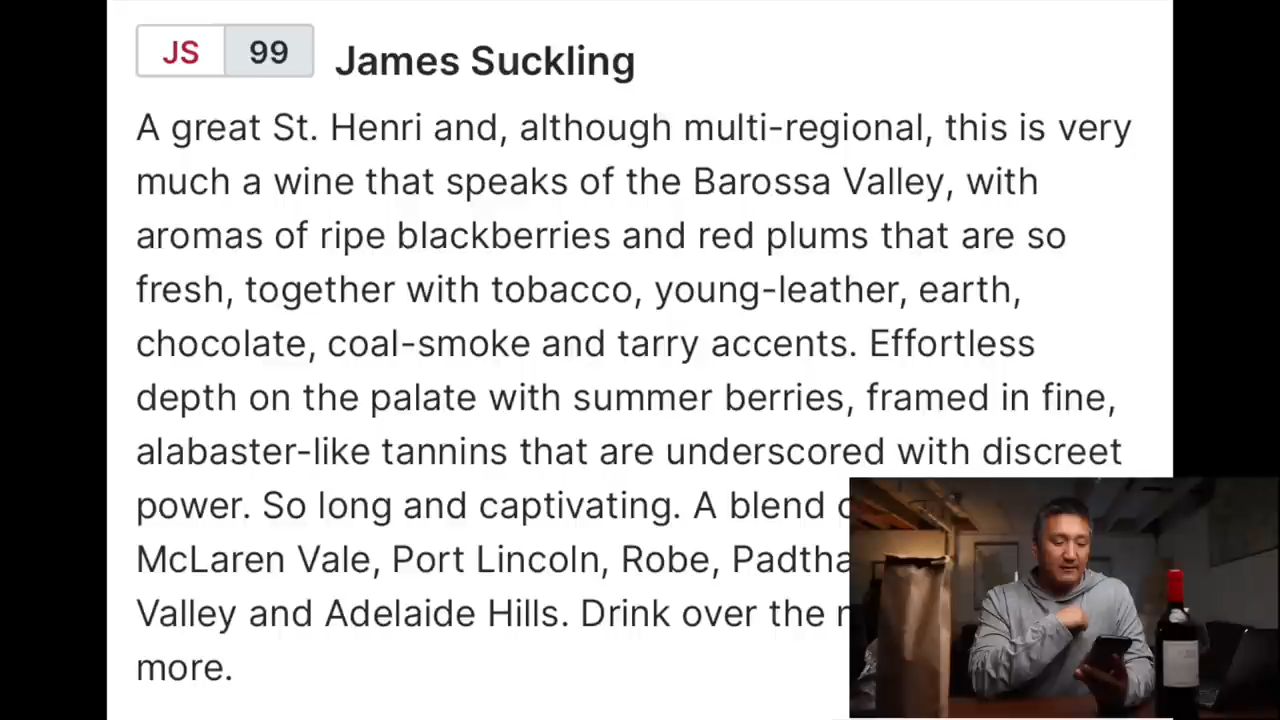 JS 99 James Suckling
A great St. Henri and, although multi-regional, this is very
much a wine that speaks of the Barossa Valley, with
aromas of ripe blackberries and red plums that are so
fresh, together with tobacco, young-leather, earth,
chocolate, coal-smoke and tarry accents. Effortless
depth on the palate with summer berries, framed in fine,
alabaster-like tannins that are underscored with discreet
power. So long and captivating. A blend
McLaren Vale, Port Lincoln, Robe,
Valley and Adelaide Hills. Drink over the
more.